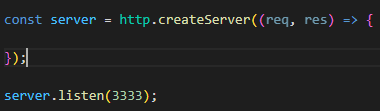 const server = http.createServer((req, res) => {
});
server.listen(3333);